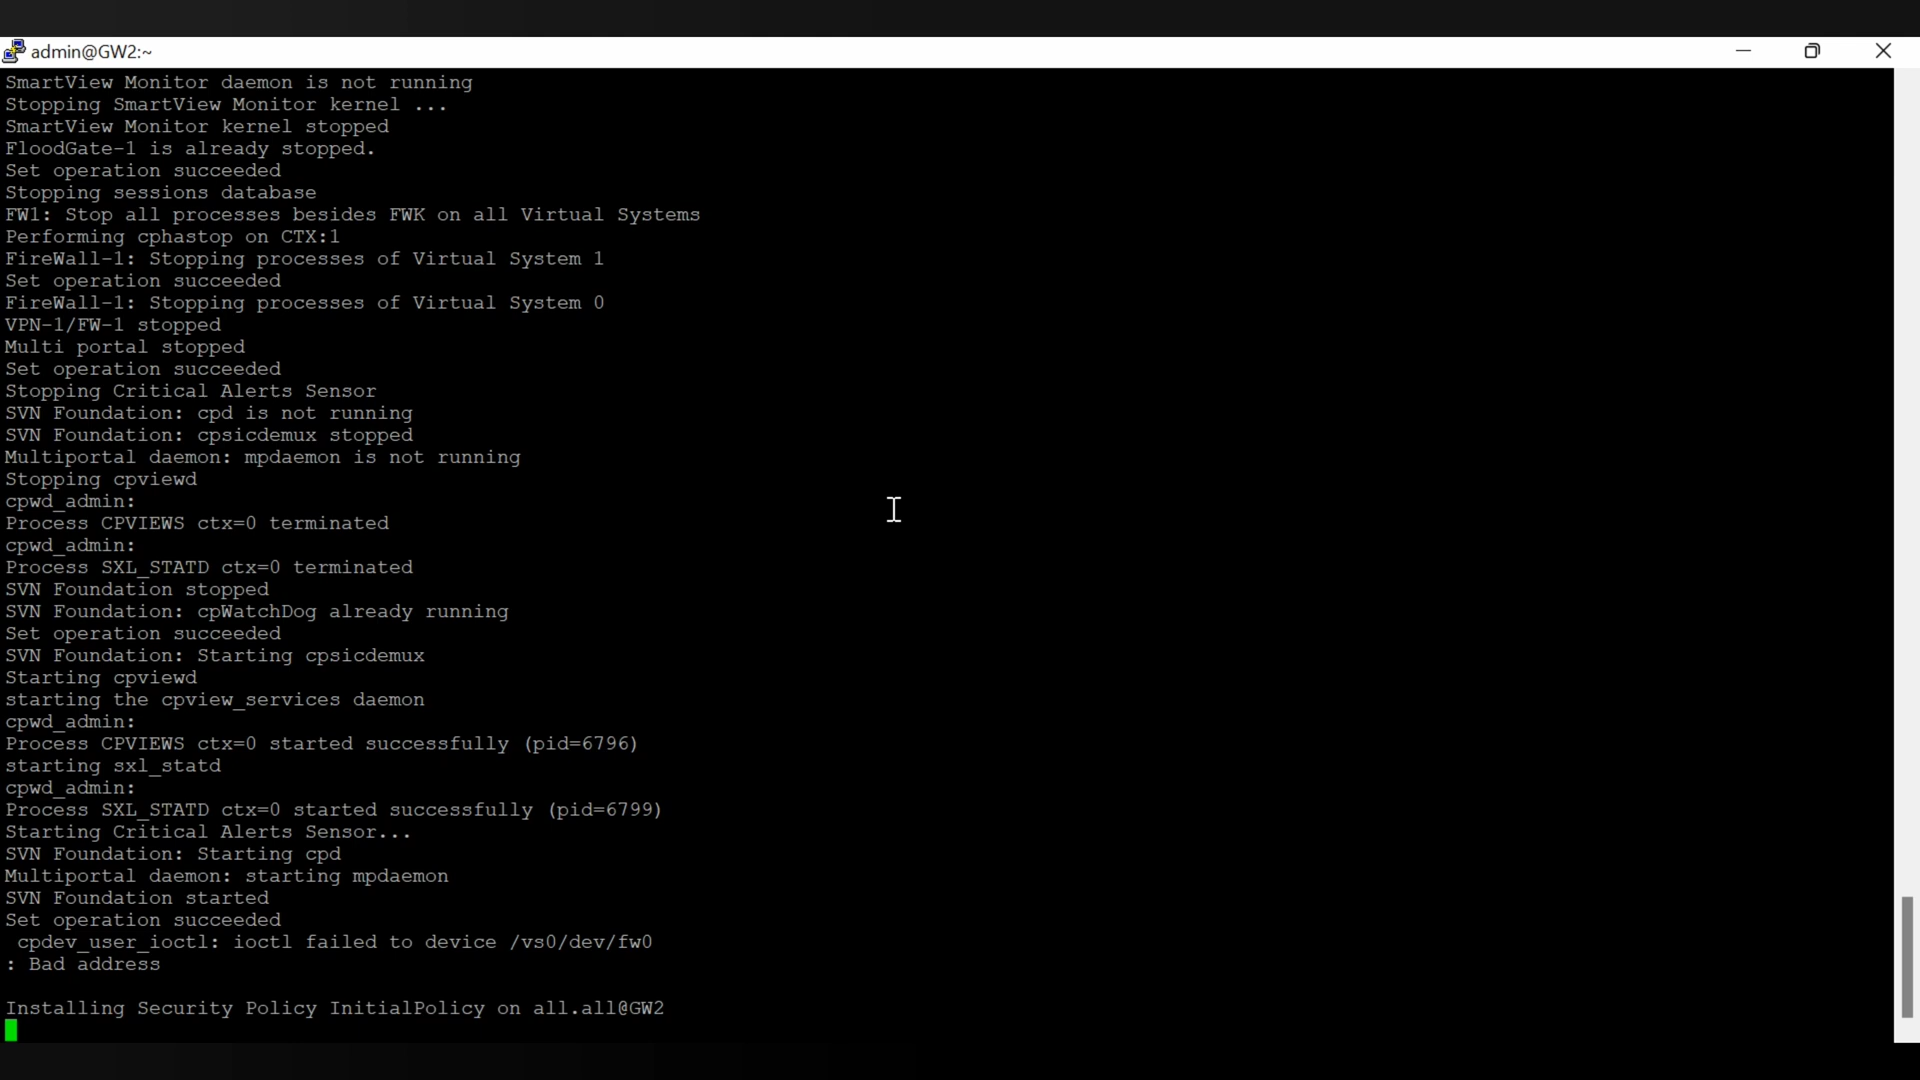 admin@GW2:~
SmartView Monitor daemon is not running
Stopping SmartView Monitor kernel ...
SmartView Monitor kernel stopped
FloodGate-1 is already stopped.
Set operation succeeded
Stopping sessions database
FW1: Stop all processes besides FWK on all Virtual Systems
Performing cphastop on CTX:1
FireWall-1: Stopping processes of Virtual System 1
Set operation succeeded
FireWall-1: Stopping processes of Virtual System 0
VPN-1/FW-1 stopped
Multi portal stopped
Set operation succeeded
Stopping Critical Alerts Sensor
SVN Foundation: cpd is not running
SVN Foundation: cpsicdemux stopped
Multiportal daemon: mpdaemon is not running
Stopping cpviewd
cpwd_admin:
Process CPVIEWS ctx=0 terminated
cpwd_admin:
Process SXL_STATD ctx=0 terminated
SVN Foundation stopped
SVN Foundation: cpWatchDog already running
Set operation succeeded
SVN Foundation: Starting cpsicdemux
Starting cpviewd
starting the cpview_services daemon
cpwd_admin:
Process CPVIEWS ctx=0 started successfully (pid=6796)
starting sxl_statd
cpwd_admin:
Process SXL_STATD ctx=0 started successfully (pid=6799)
Starting Critical Alerts Sensor...
SVN Foundation: Starting cpd
Multiportal daemon: starting mpdaemon
SVN Foundation started
Set operation succeeded
cpdev_user_ioctl: ioctl failed to device /vs0/dev/fw0
: Bad address
Installing Security Policy InitialPolicy on all.all@GW2